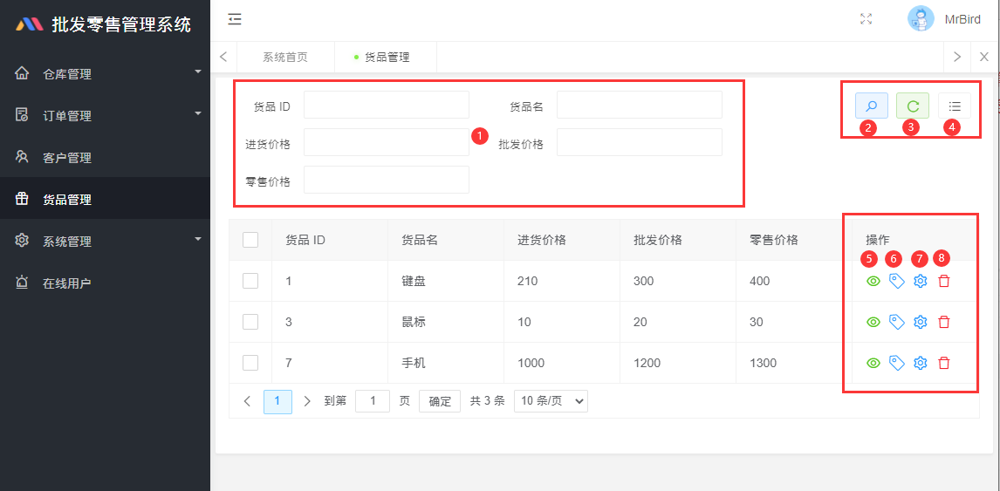 批发零售管理系统
MrBird
仓库管理
订单管理
客户管理
货品管理
系统管理
在线用户
系统首页
货品管理
货品 ID
货品名
2
3
4
进货价格
1
批发价格
零售价格
货品 ID 货品名 进货价格 批发价格 零售价格 操作
5 6 7 8
1 键盘 210 300 400
3 鼠标 10 20 30
7 手机 1000 1200 1300
1 到第 1 页 确定 共 3 条 10 条/页